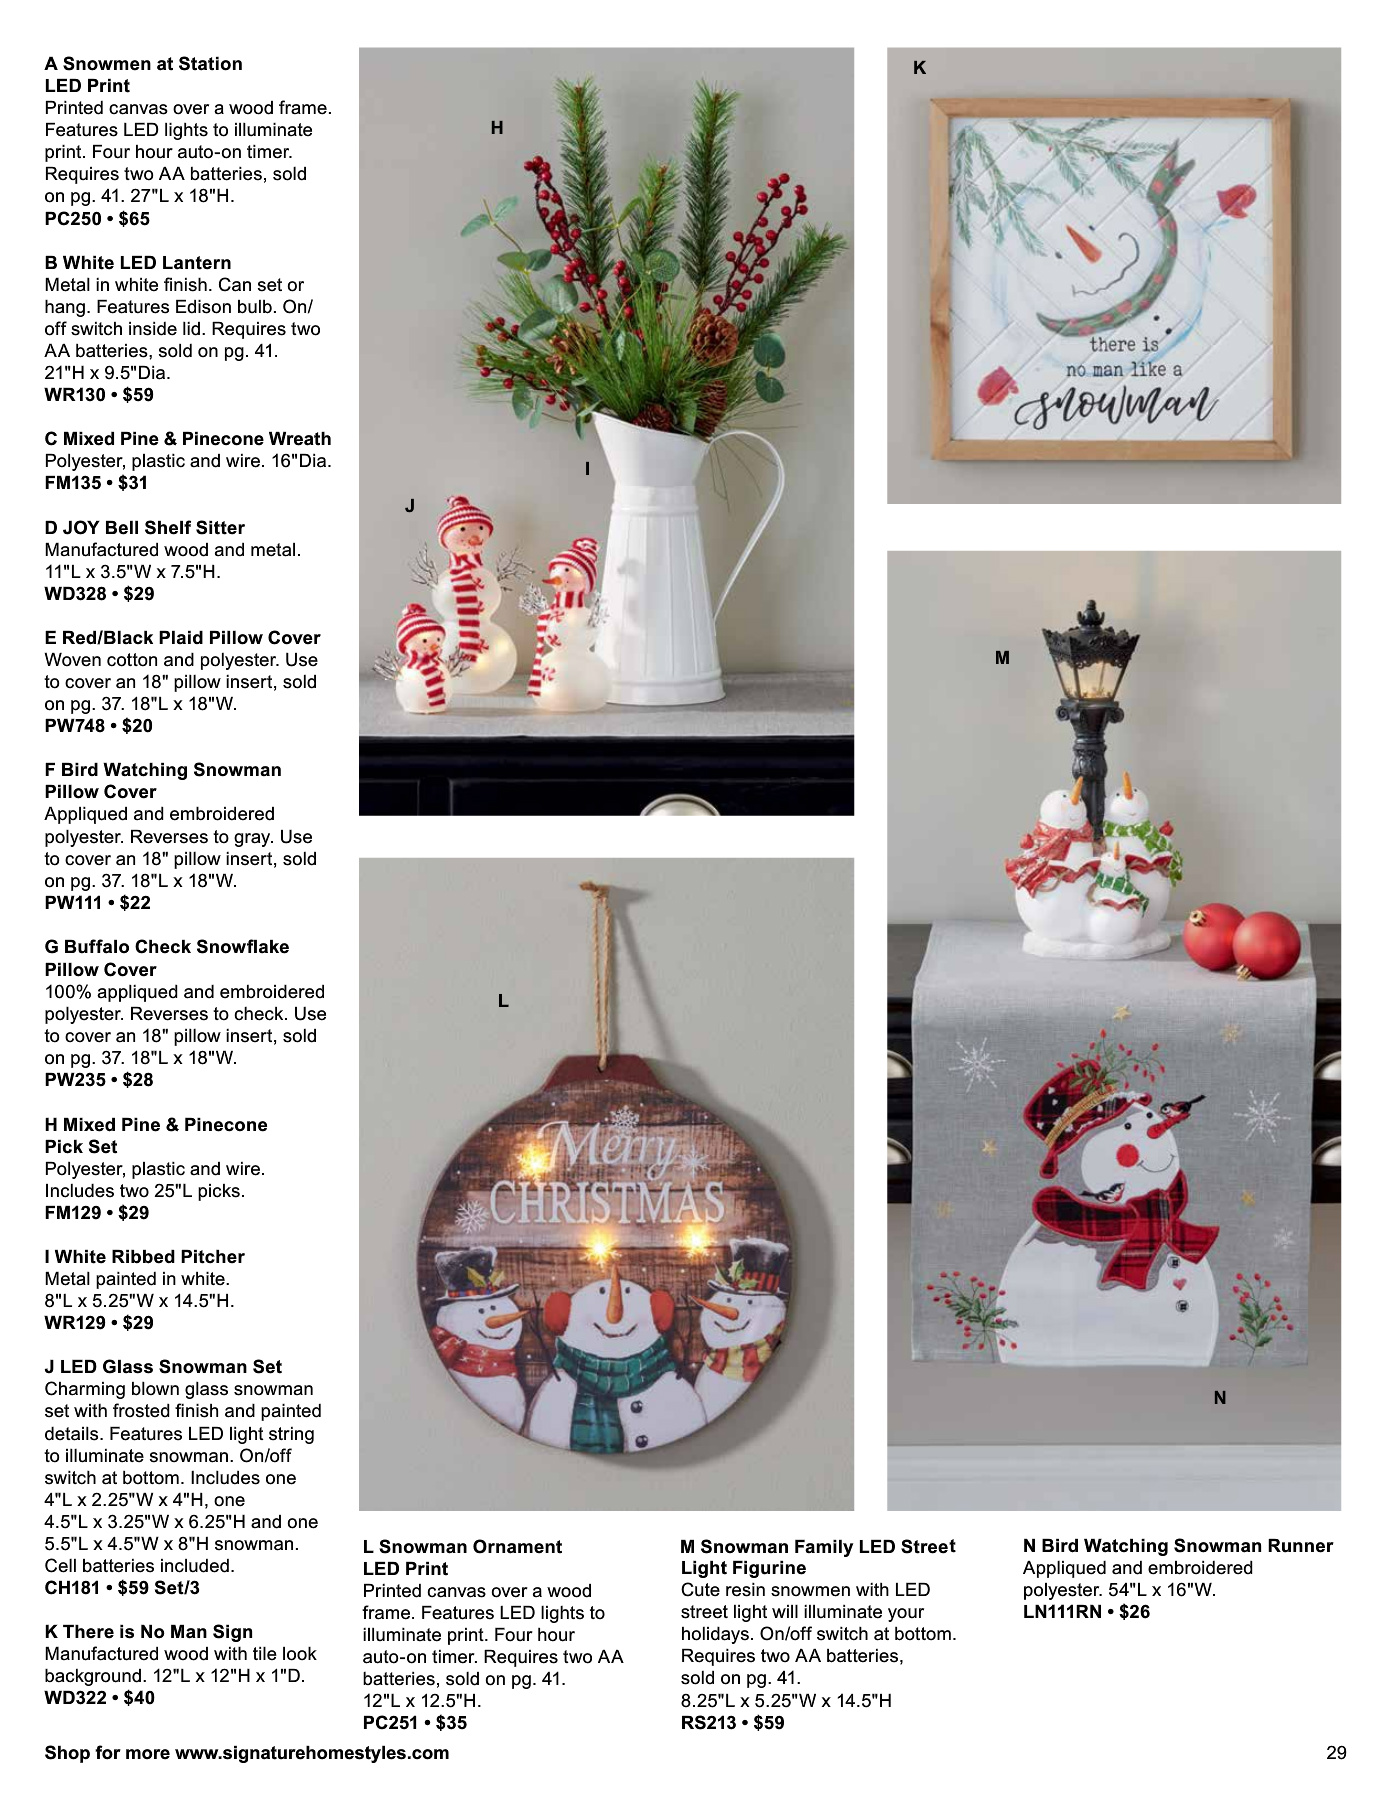 A Snowmen at Station
LED Print
Printed canvas over a wood frame.
Features LED lights to illuminate
print. Four hour auto-on timer.
Requires two AA batteries, sold
on pg. 41. 27"L x 18"H.
PC250 • $65
B White LED Lantern
Metal in white finish. Can set or
hang. Features Edison bulb. On/
off switch inside lid. Requires two
AA batteries, sold on pg. 41.
21"H x 9.5"Dia.
WR130 • $59
C Mixed Pine & Pinecone Wreath
Polyester, plastic and wire. 16"Dia.
FM135 • $31
D JOY Bell Shelf Sitter
Manufactured wood and metal.
11"L x 3.5"W x 7.5"H.
WD328 • $29
E Red/Black Plaid Pillow Cover
Woven cotton and polyester. Use
to cover an 18" pillow insert, sold
on pg. 37. 18"L x 18"W.
PW748 • $20
F Bird Watching Snowman
Pillow Cover
Appliqued and embroidered
polyester. Reverses to gray. Use
to cover an 18" pillow insert, sold
on pg. 37. 18"L x 18"W.
PW111 • $22
G Buffalo Check Snowflake
Pillow Cover
100% appliqued and embroidered
polyester. Reverses to check. Use
to cover an 18" pillow insert, sold
on pg. 37. 18"L x 18"W.
PW235 • $28
H Mixed Pine & Pinecone
Pick Set
Polyester, plastic and wire.
Includes two 25"L picks.
FM129 • $29
I White Ribbed Pitcher
Metal painted in white.
8"L x 5.25"W x 14.5"H.
WR129 • $29
J LED Glass Snowman Set
Charming blown glass snowman
set with frosted finish and painted
details. Features LED light string
to illuminate snowman. On/off
switch at bottom. Includes one
4"L x 2.25"W x 4"H, one
4.5"L x 3.25"W x 6.25"H and one
5.5"L x 4.5"W x 8"H snowman.
Cell batteries included.
CH181 • $59 Set/3
K There is No Man Sign
Manufactured wood with tile look
background. 12"L x 12"H x 1"D.
WD322 • $40
H
I
J
K
there is
no man like a
snowman
L
Merry
CHRISTMAS
M
N
L Snowman Ornament
LED Print
Printed canvas over a wood
frame. Features LED lights to
illuminate print. Four hour
auto-on timer. Requires two AA
batteries, sold on pg. 41.
12"L x 12.5"H.
PC251 • $35
M Snowman Family LED Street
Light Figurine
Cute resin snowmen with LED
street light will illuminate your
holidays. On/off switch at bottom.
Requires two AA batteries,
sold on pg. 41.
8.25"L x 5.25"W x 14.5"H
RS213 • $59
N Bird Watching Snowman Runner
Appliqued and embroidered
polyester. 54"L x 16"W.
LN111RN • $26
Shop for more www.signaturehomestyles.com
29